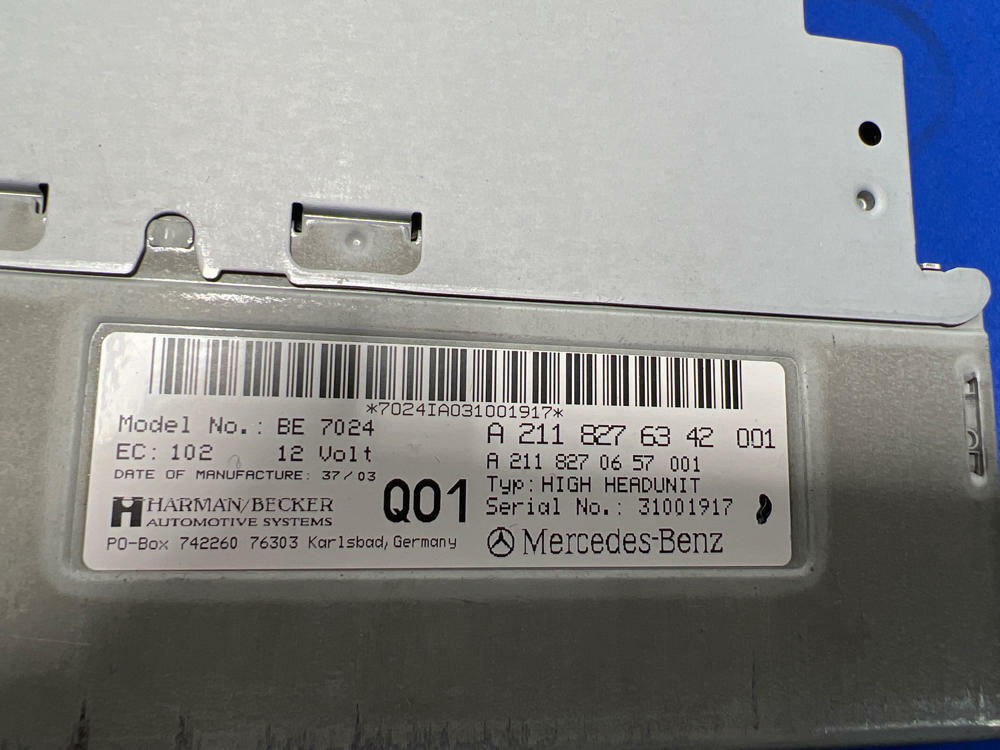 *7024IA031001917*
Model No.: BE 7024
EC: 102 12 Volt
DATE OF MANUFACTURE: 37/03
HARMAN/BECKER
AUTOMOTIVE SYSTEMS
Q01
PO-Box 742260 76303 Karlsbad, Germany
A 211 827 63 42 001
A 211 827 06 57 001
Typ: HIGH HEADUNIT
Serial No.: 31001917
Mercedes-Benz